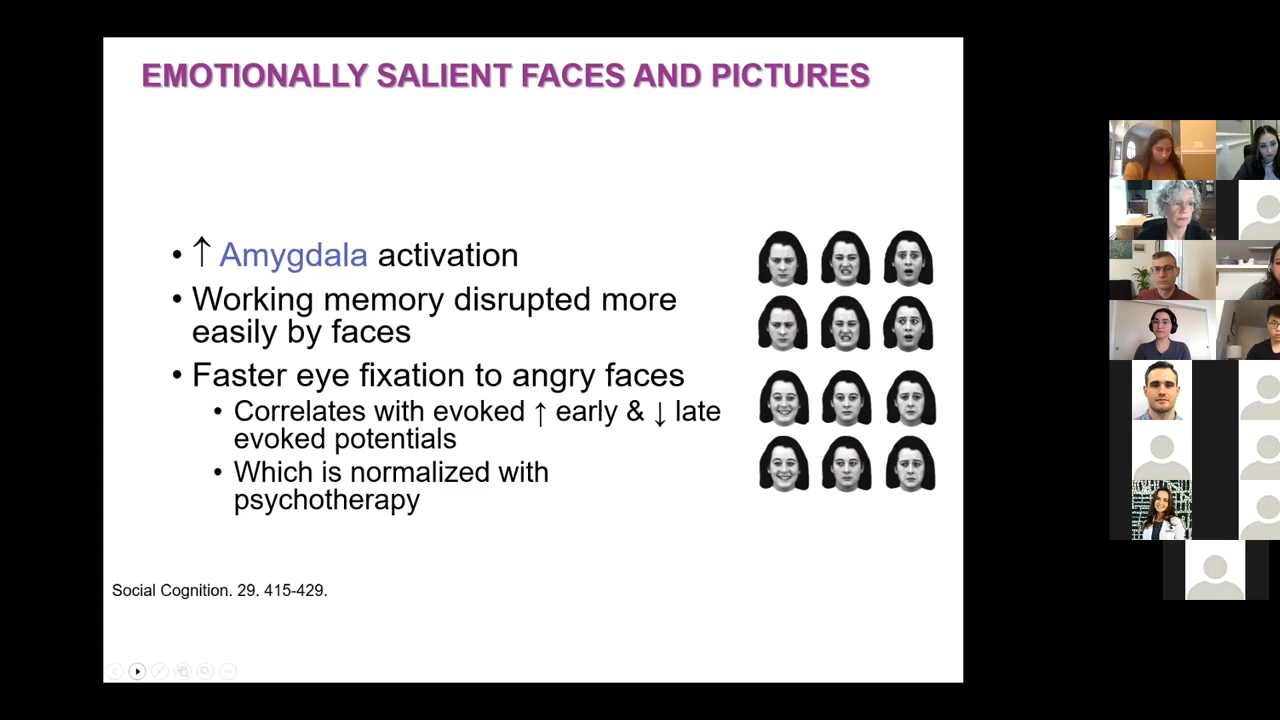 EMOTIONALLY SALIENT FACES AND PICTURES
• ↑ Amygdala activation
• Working memory disrupted more
easily by faces
• Faster eye fixation to angry faces
• Correlates with evoked ↑ early & ↓ late
evoked potentials
• Which is normalized with
psychotherapy
Social Cognition. 29. 415-429.